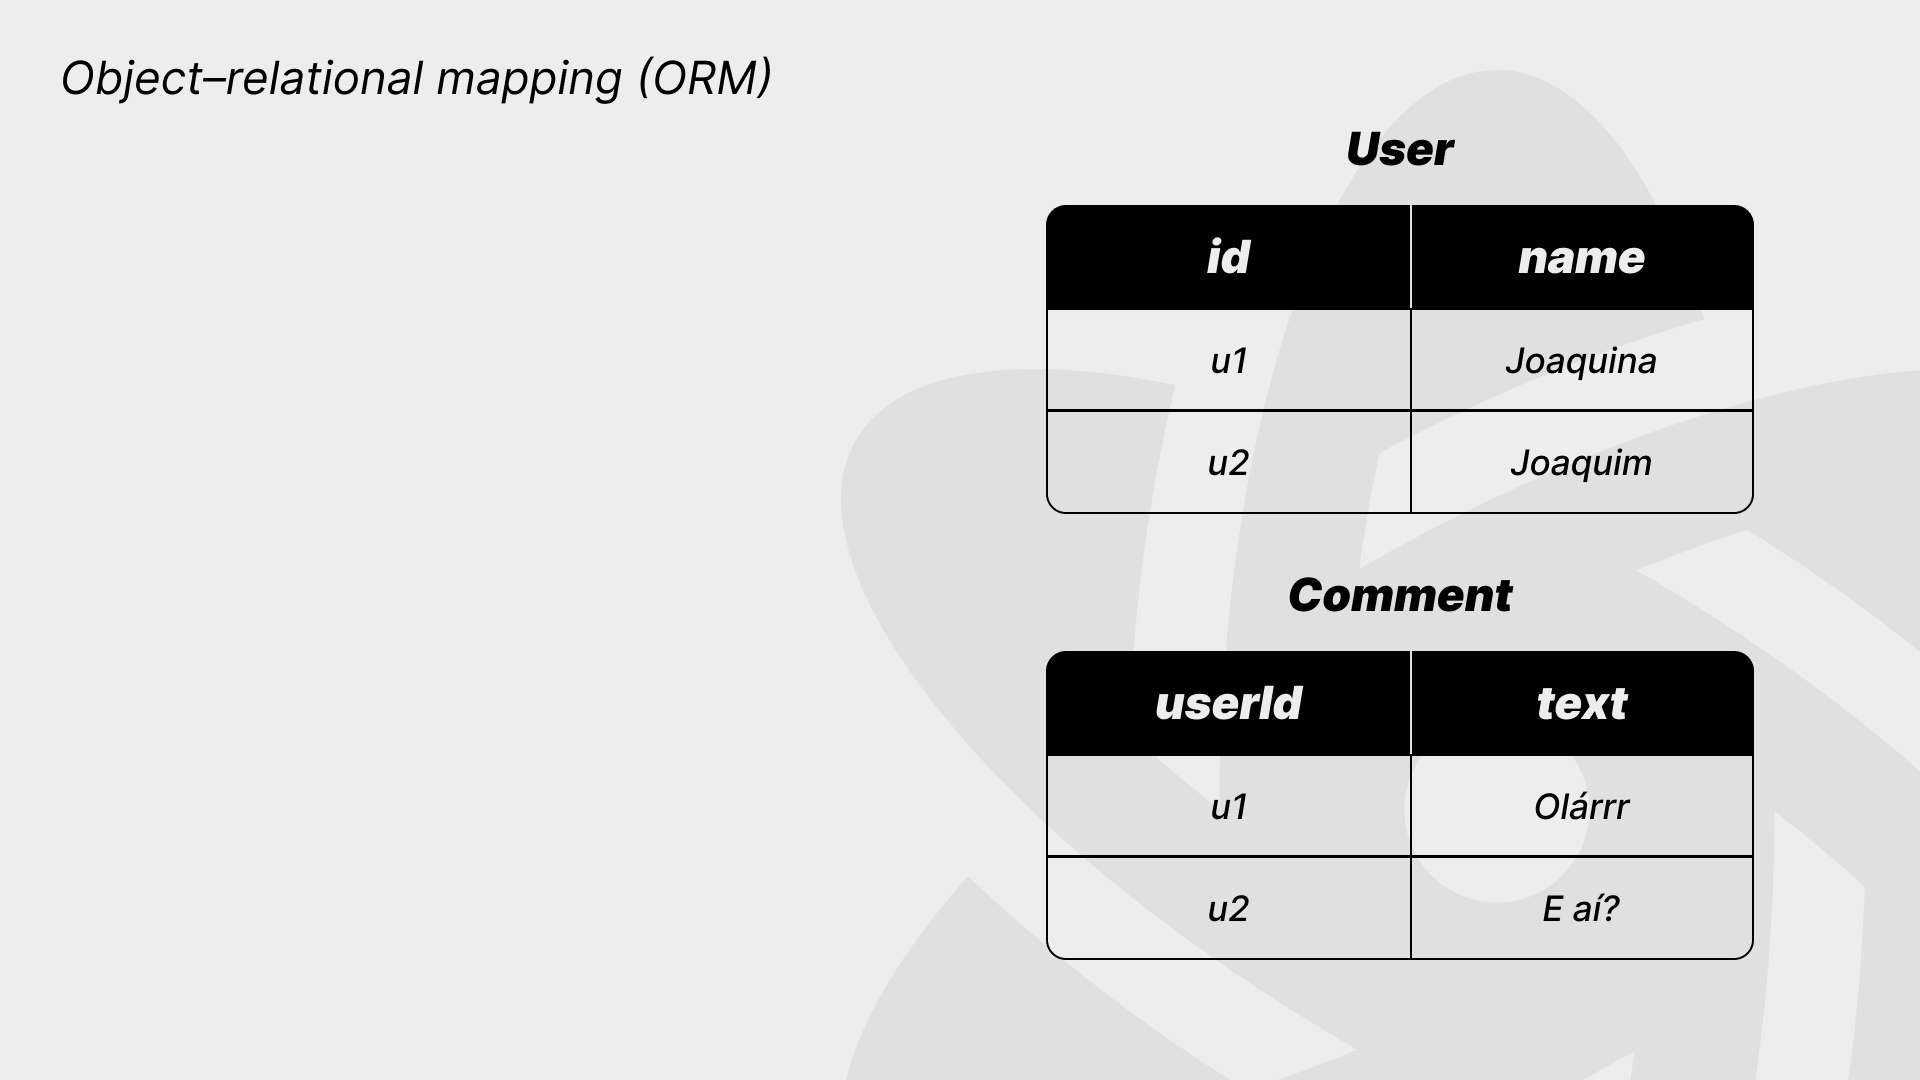 Object–relational mapping (ORM)
User
id name
u1 Joaquina
u2 Joaquim
Comment
userId text
u1 Olárrr
u2 E aí?